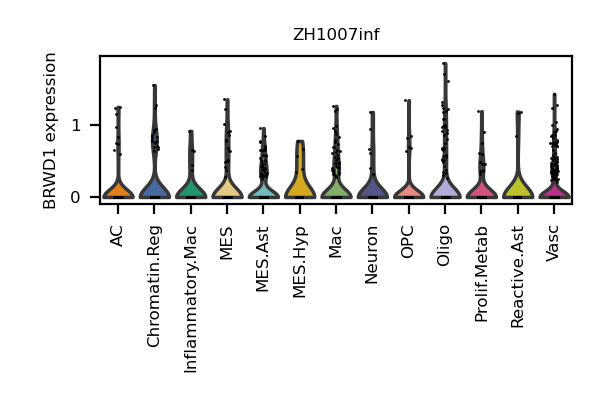 ZH1007inf
BRWD1 expression
1
0
AC
Chromatin.Reg
Inflammatory.Mac
MES
MES.Ast
MES.Hyp
Mac
Neuron
OPC
Oligo
Prolif.Metab
Reactive.Ast
Vasc